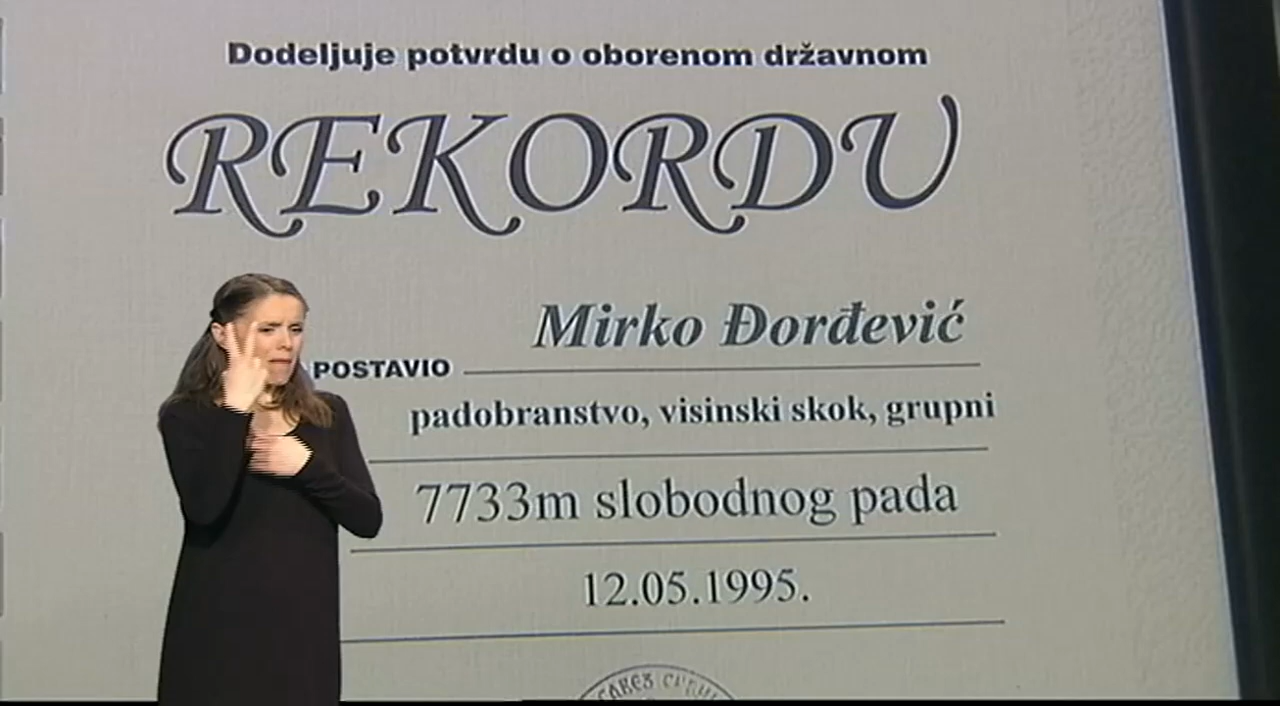 Dodeljuje potvrdu o oborenom državnom
REKORDU
Mirko Đorđević
POSTAVIO
padobranstvo, visinski skok, grupni
7733m slobodnog pada
12.05.1995.